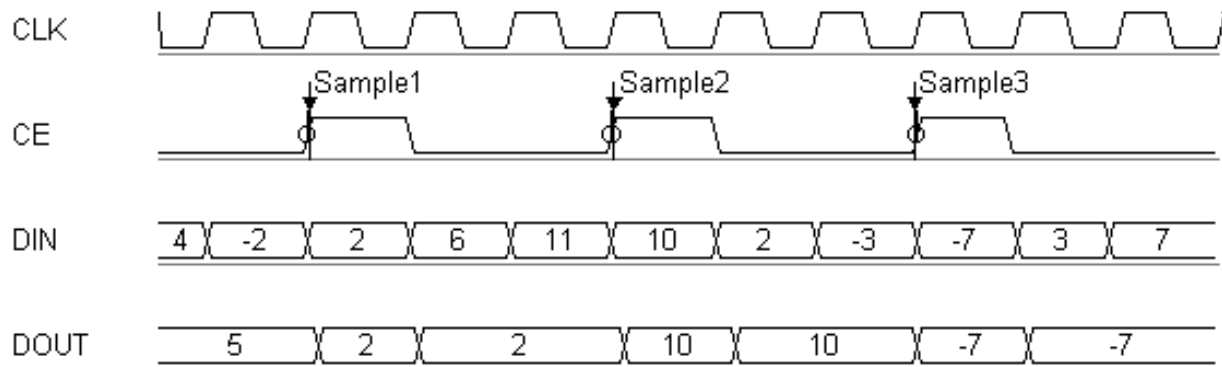 CLK
Sample1 Sample2 Sample3
CE
DIN 4 -2 2 6 11 10 2 -3 -7 3 7
DOUT 5 2 2 10 10 -7 -7